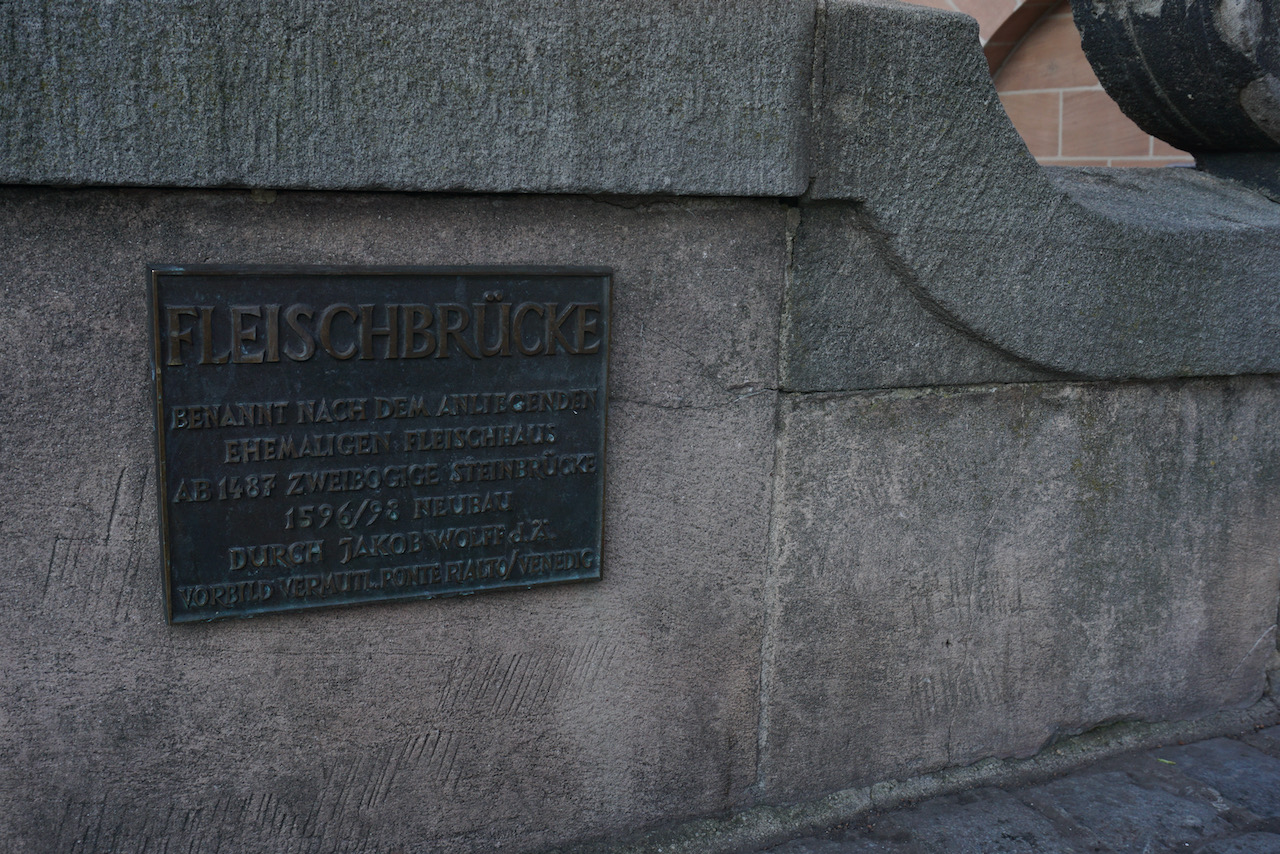 FLEISCHBRÜCKE
BENANNT NACH DEM ANLIEGENDEN
EHEMALIGEN FLEISCHHAUS
AB 1487 ZWEIBOGIGE STEINBRÜCKE
1596/98 NEUBAU
DURCH JAKOB WOLFF d.Ä.
VORBILD VERMUTL. PONTE RIALTO/VENEDIG